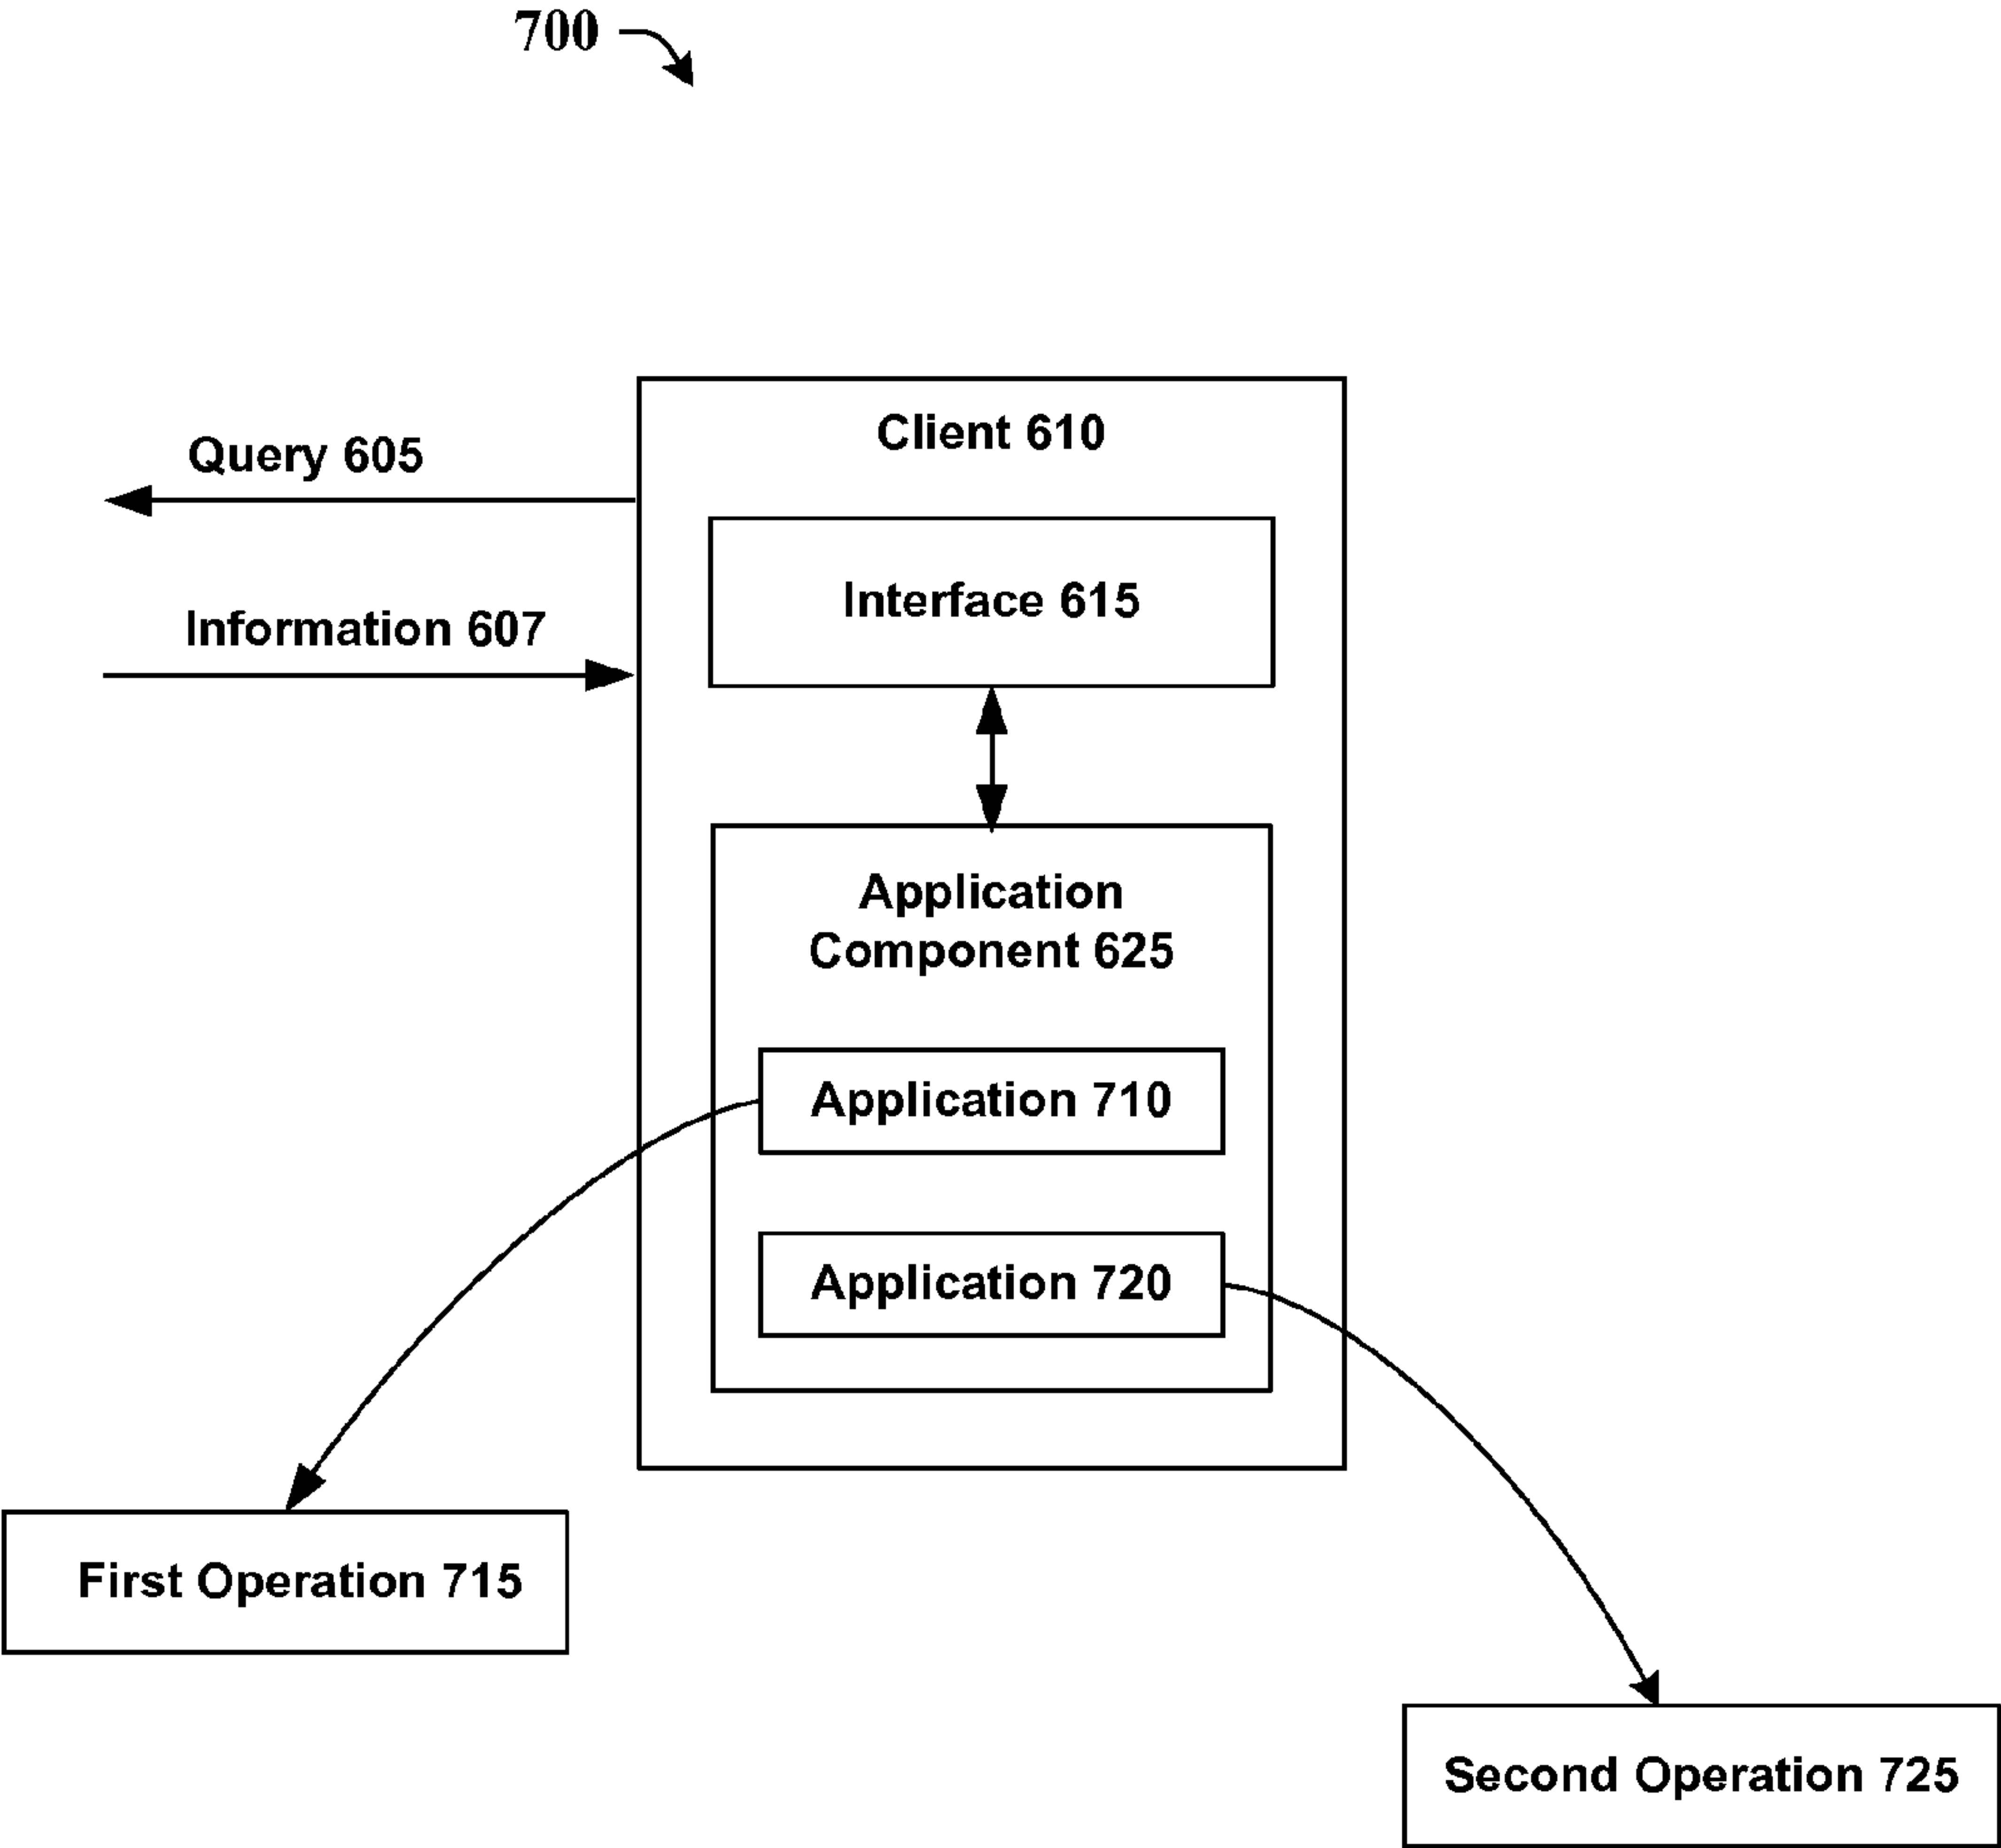 700
Client 610
Query 605
Interface 615
Information 607
Application
Component 625
Application 710
Application 720
First Operation 715
Second Operation 725